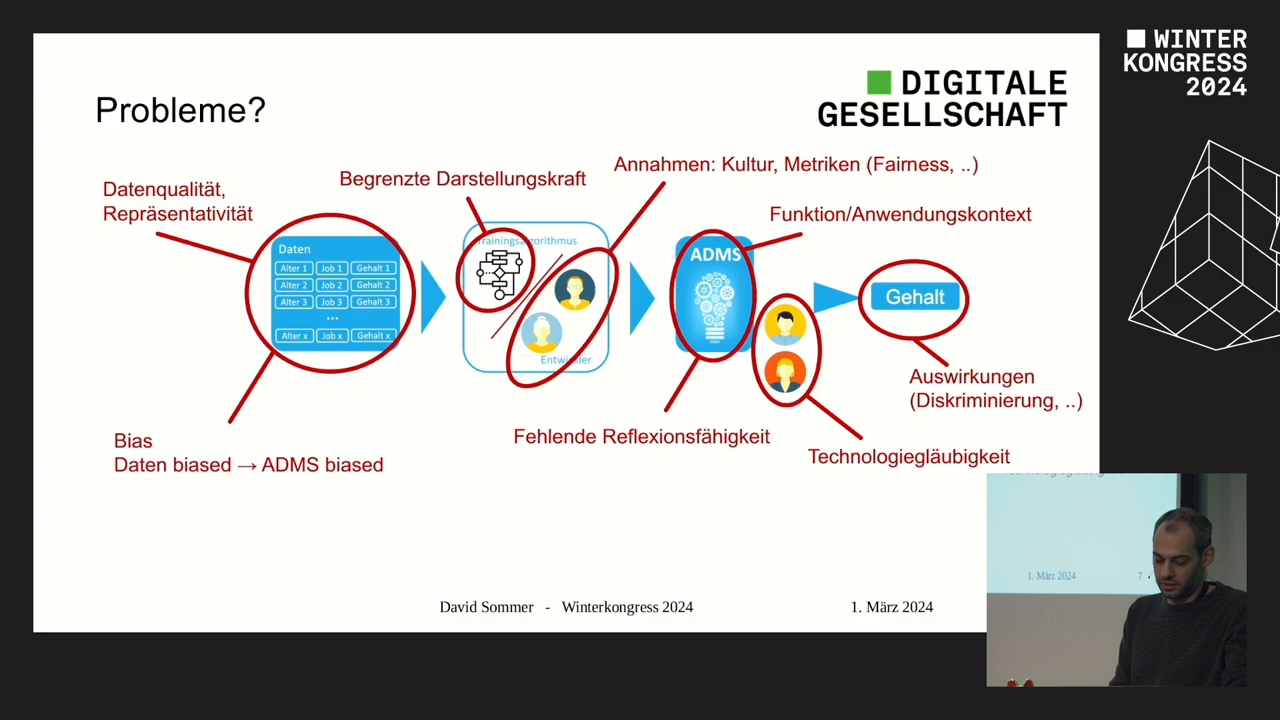 WINTER
KONGRESS
2024
DIGITALE
GESELLSCHAFT
Probleme?
Annahmen: Kultur, Metriken (Fairness, ..)
Begrenzte Darstellungskraft
Datenqualität,
Repräsentativität
Funktion/Anwendungskontext
Daten
Alter 1 Job 1 Gehalt 1
Alter 2 Job 2 Gehalt 2
Alter 3 Job 3 Gehalt 3
...
Alter x Job x Gehalt x
Trainingsalgorithmus
Entwickler
ADMS
Gehalt
Auswirkungen
(Diskriminierung, ..)
Fehlende Reflexionsfähigkeit
Technologiegläubigkeit
Bias
Daten biased → ADMS biased
David Sommer - Winterkongress 2024
1. März 2024
1. März 2024
7